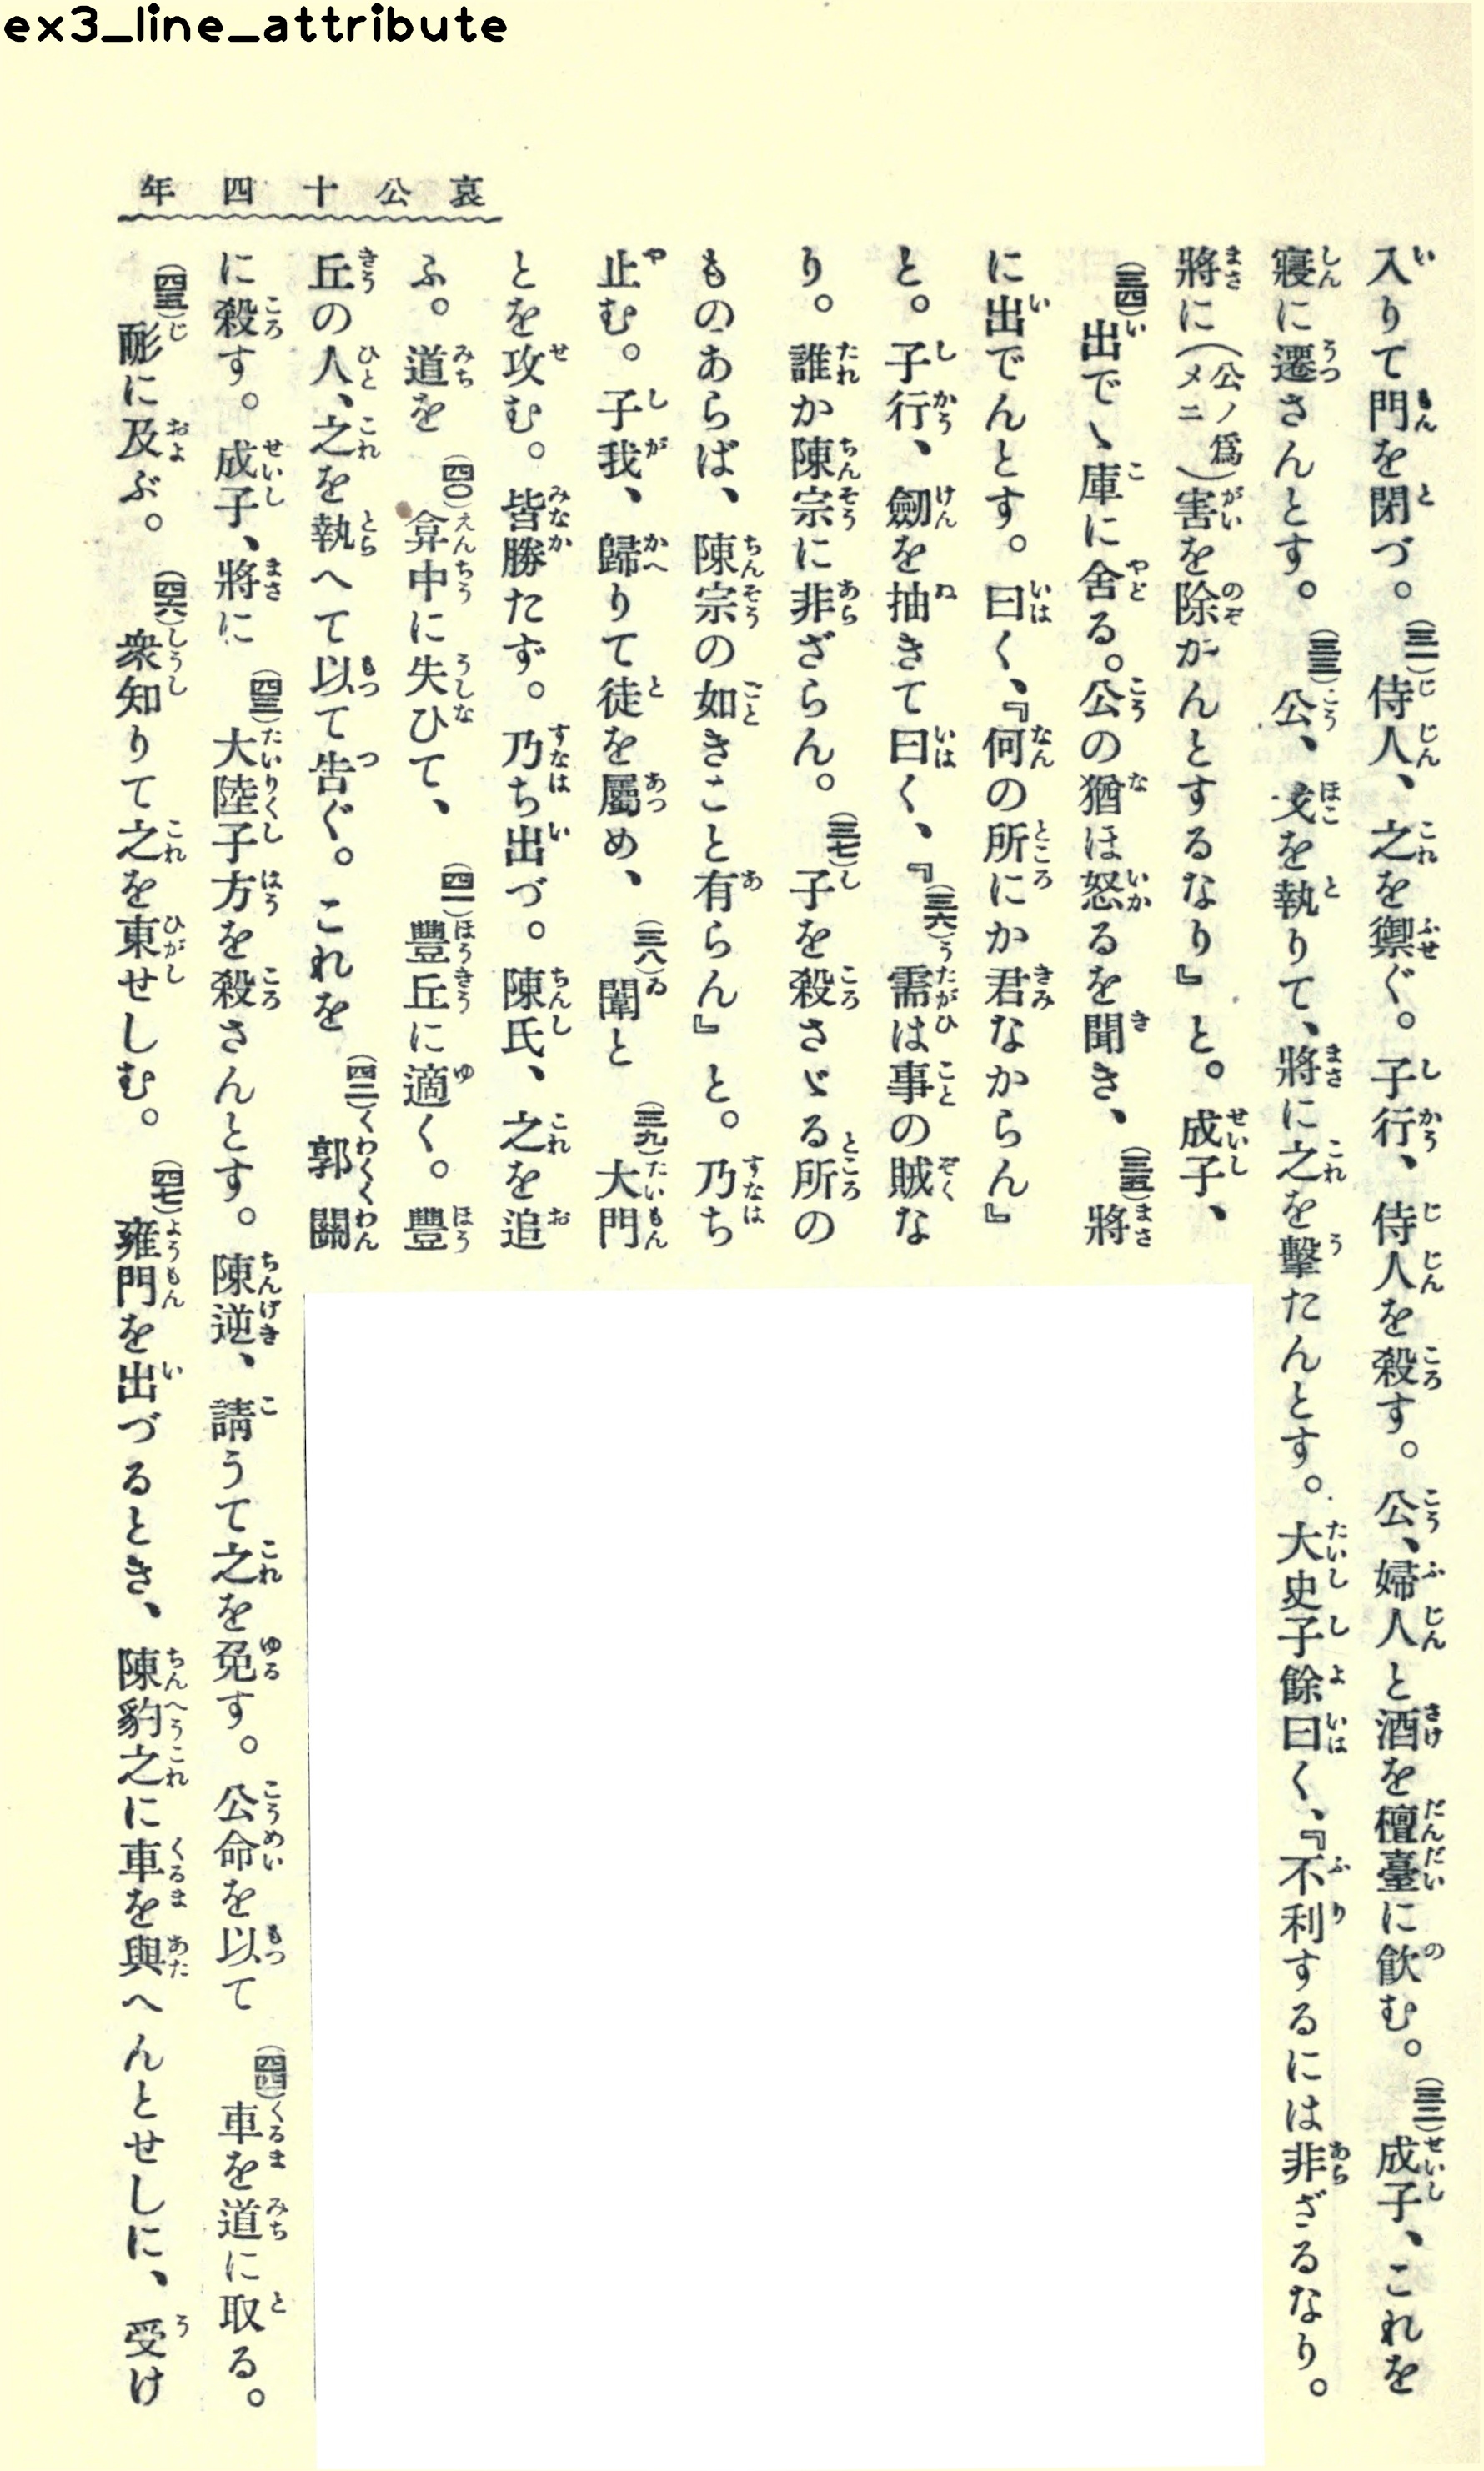 ex3_line_attribute
哀公十四年
入りて門を閉づ。(三一)侍人、之を禦ぐ。子行、侍人を殺す。公、婦人と酒を檀臺に飮む。(三二)成子、これを
寢に遷さんとす。(三三)公、戈を執りて、將に之を擊たんとす。大史子餘曰く、『不利するには非ざるなり。
將に(公ノ爲メニ)害を除かんとするなり』と。成子、
(三四)出でゝ庫に舍る。公の猶ほ怒るを聞き、(三五)將
に出でんとす。曰く、『何の所にか君なからん』
と。子行、劍を抽きて曰く、『(三六)需は事の賊な
り。誰か陳宗に非ざらん。(三七)子を殺さゞる所の
ものあらば、陳宗の如きこと有らん』と。乃ち
止む。子我、歸りて徒を屬め、(三八)闈と(三九)大門
とを攻む。皆勝たず。乃ち出づ。陳氏、之を追
ふ。道を(四〇)弇中に失ひて、(四一)豐丘に適く。豐
丘の人、之を執へて以て吿ぐ。これを(四二)郭關
に殺す。成子、將に(四三)大陸子方を殺さんとす。陳逆、請うて之を免す。公命を以て(四四)車を道に取る。
(四五)耏に及ぶ。(四六)衆知りて之を東せしむ。(四七)雍門を出づるとき、陳豹之に車を與へんとせしに、受け